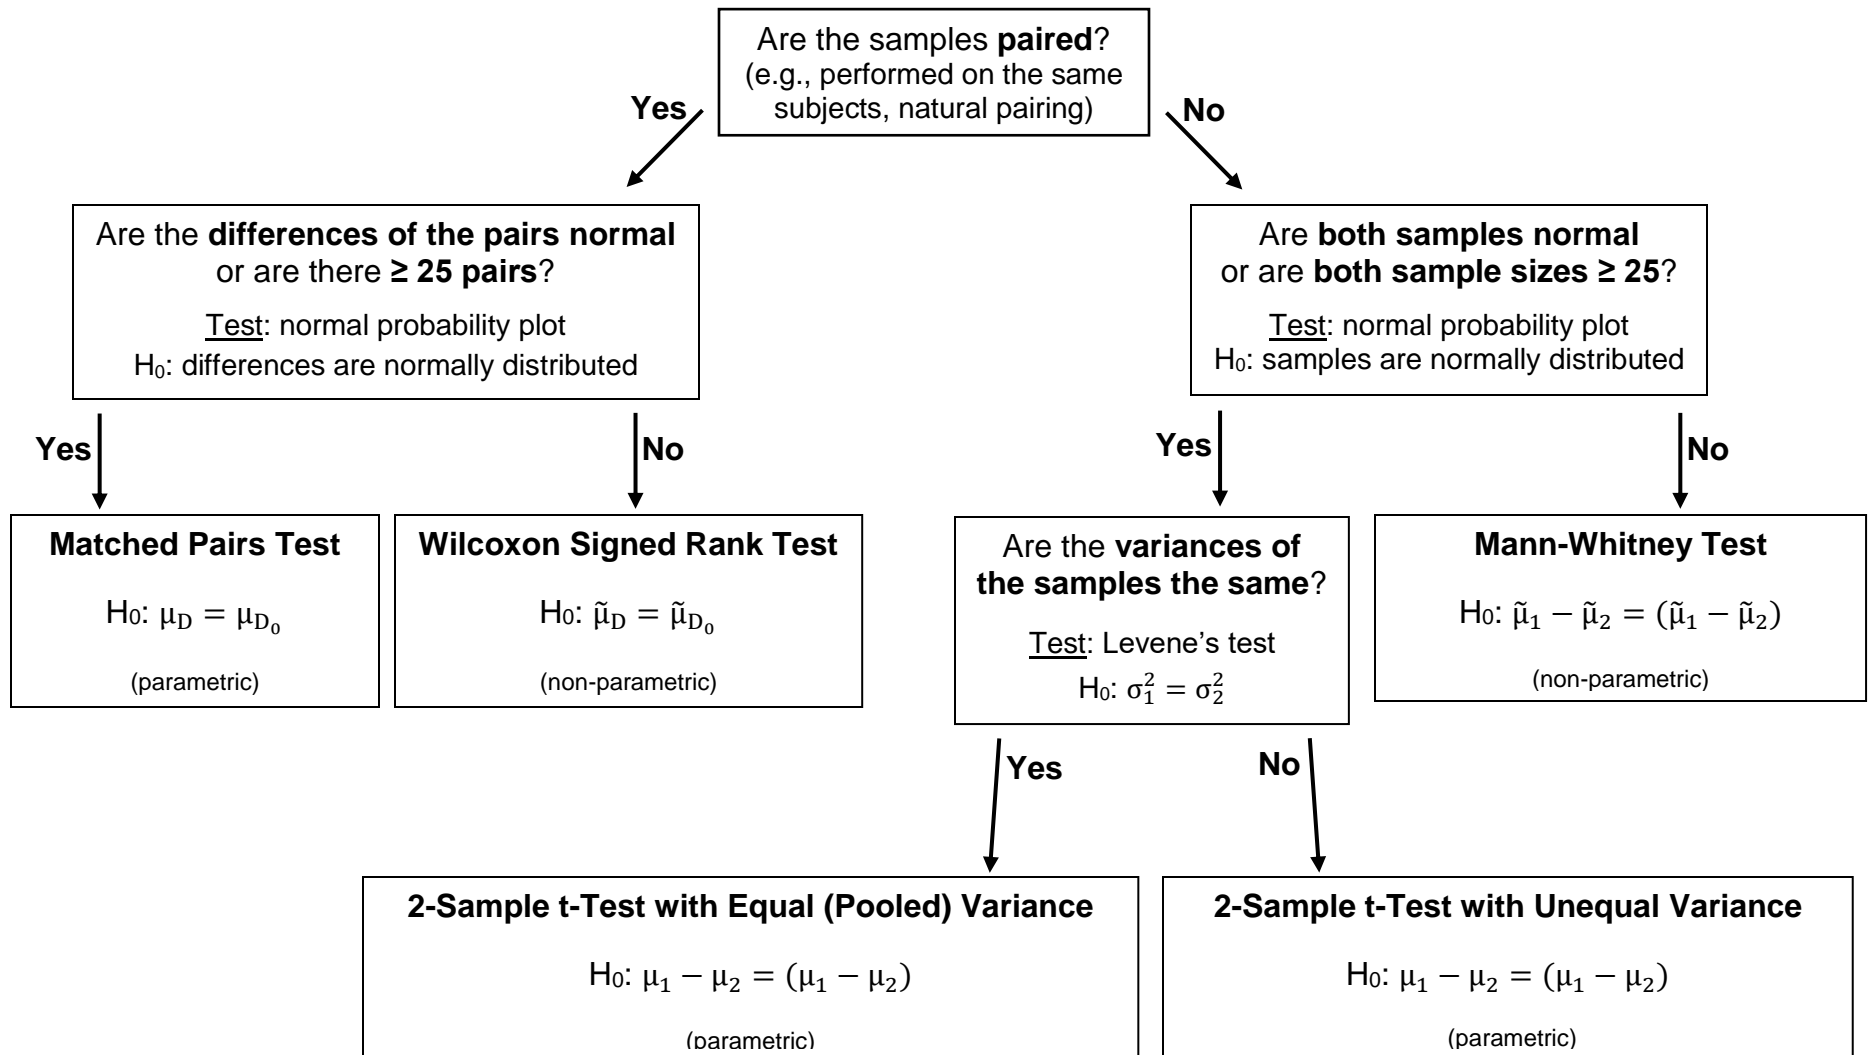 Are the samples paired?
(e.g., performed on the same
subjects, natural pairing)
Yes
No
Are the differences of the pairs normal
or are there ≥ 25 pairs?
Test: normal probability plot
H₀: differences are normally distributed
Are both samples normal
or are both sample sizes ≥ 25?
Test: normal probability plot
H₀: samples are normally distributed
Yes
No
Yes
No
Matched Pairs Test
H₀: μ_D = μ_D₀
(parametric)
Wilcoxon Signed Rank Test
H₀: μ̃_D = μ̃_D₀
(non-parametric)
Are the variances of
the samples the same?
Test: Levene’s test
H₀: σ₁² = σ₂²
Mann-Whitney Test
H₀: μ̃₁ − μ̃₂ = (μ̃₁ − μ̃₂)
(non-parametric)
Yes
No
2-Sample t-Test with Equal (Pooled) Variance
H₀: μ₁ − μ₂ = (μ₁ − μ₂)
(parametric)
2-Sample t-Test with Unequal Variance
H₀: μ₁ − μ₂ = (μ₁ − μ₂)
(parametric)